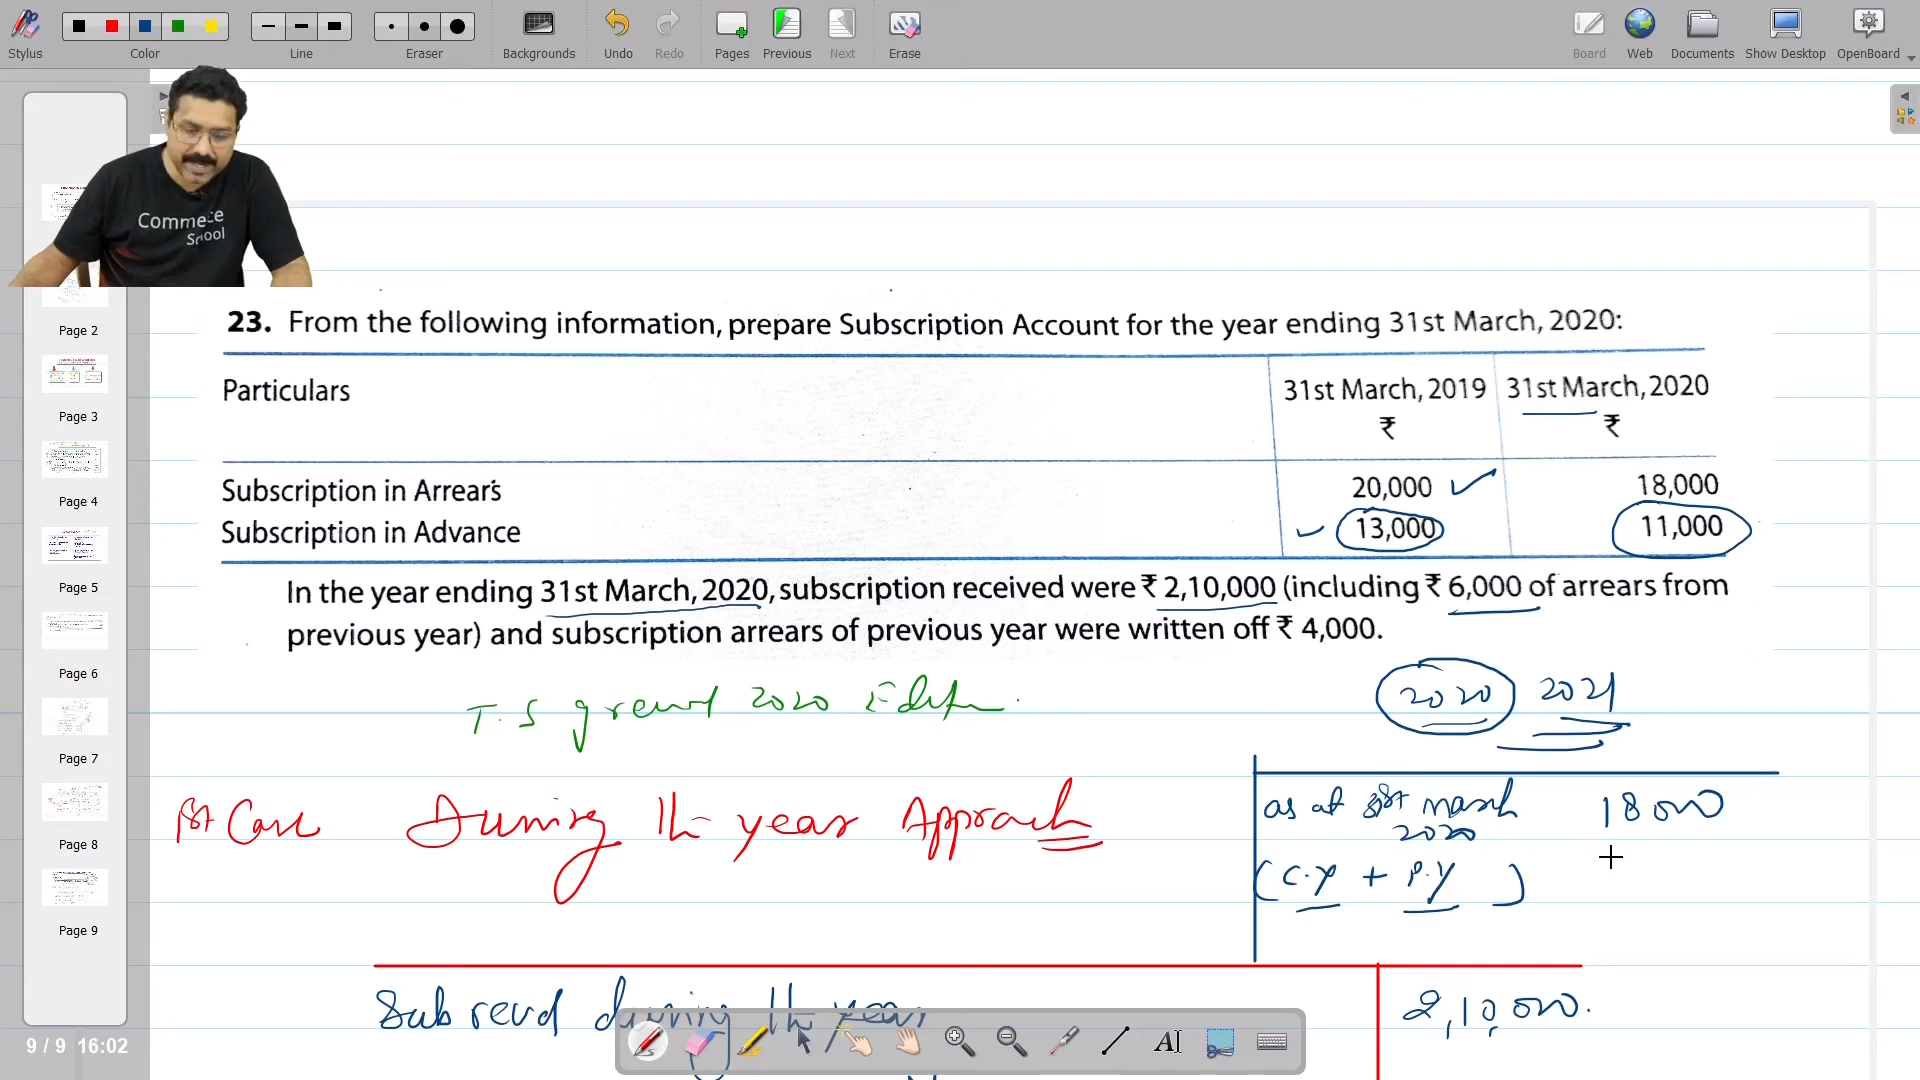 Stylus Color Line Eraser Backgrounds Undo Redo Pages Previous Next Erase Board Web Documents Show Desktop OpenBoard
Commerce
School
23. From the following information, prepare Subscription Account for the year ending 31st March, 2020:
Particulars 31st March, 2019 31st March, 2020
₹ ₹
Subscription in Arrears 20,000 18,000
Subscription in Advance 13,000 11,000
In the year ending 31st March, 2020, subscription received were ₹ 2,10,000 (including ₹ 6,000 of arrears from
previous year) and subscription arrears of previous year were written off ₹ 4,000.
T.S grewal 2020 Edition
2020 2021
1st Case During the year Approach
as at 31st march 18000
2020
(C.Y + P.Y)
Sub recvd during the year 2,10,000.
Page 2
Page 3
Page 4
Page 5
Page 6
Page 7
Page 8
Page 9
9 / 9 16:02